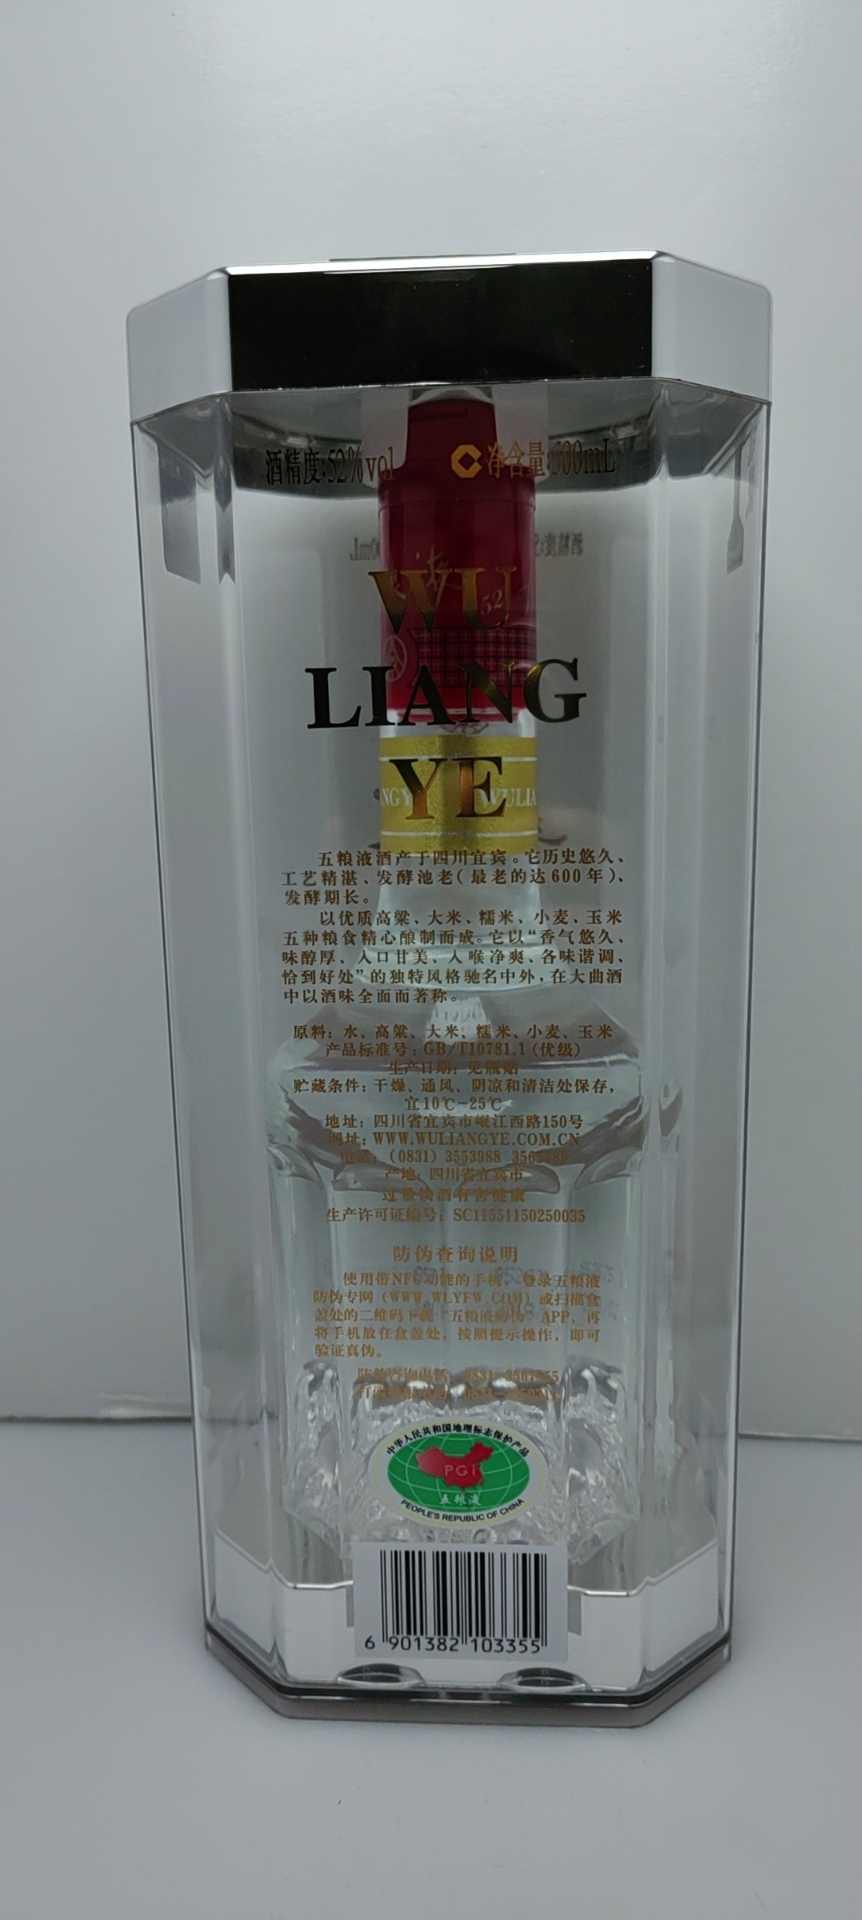 酒精度:52%vol 净含量:500mL
WU
LIANG
YE
五粮液酒产于四川宜宾。它历史悠久、
工艺精湛、发酵池老(最老的达600年)、
发酵期长。
以优质高粱、大米、糯米、小麦、玉米
五种粮食精心酿制而成。它以“香气悠久、
味醇厚、入口甘美、入喉净爽、各味谐调、
恰到好处”的独特风格驰名中外,在大曲酒
中以酒味全面而著称。
原料:水、高粱、大米、糯米、小麦、玉米
产品标准号:GB/T10781.1(优级)
生产日期:见瓶贴
贮藏条件:干燥、通风、阴凉和清洁处保存,
宜10℃-25℃
地址:四川省宜宾市岷江西路150号
网址:WWW.WULIANGYE.COM.CN
电话:(0831)3553988
产地:四川省宜宾市
过量饮酒有害健康
生产许可证编号:SC11551150250035
防伪查询说明
使用带NFC功能的手机,登录五粮液
防伪专网(WWW.WLYFW.COM)或扫描盒
盖处的二维码下载“五粮液防伪”APP,再
将手机放在盒盖处,按照提示操作,即可
验证真伪。
中华人民共和国地理标志保护产品
PGI
五粮液
PEOPLE'S REPUBLIC OF CHINA
6 901382 103355